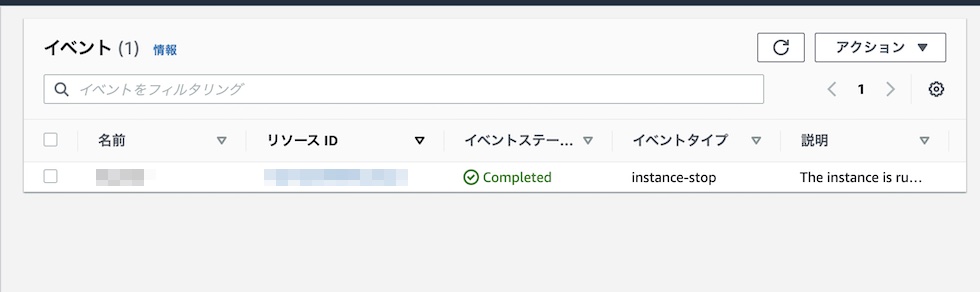 イベント (1) 情報
アクション
イベントをフィルタリング
1
名前 リソース ID イベントステー... イベントタイプ 説明
Completed instance-stop The instance is ru...